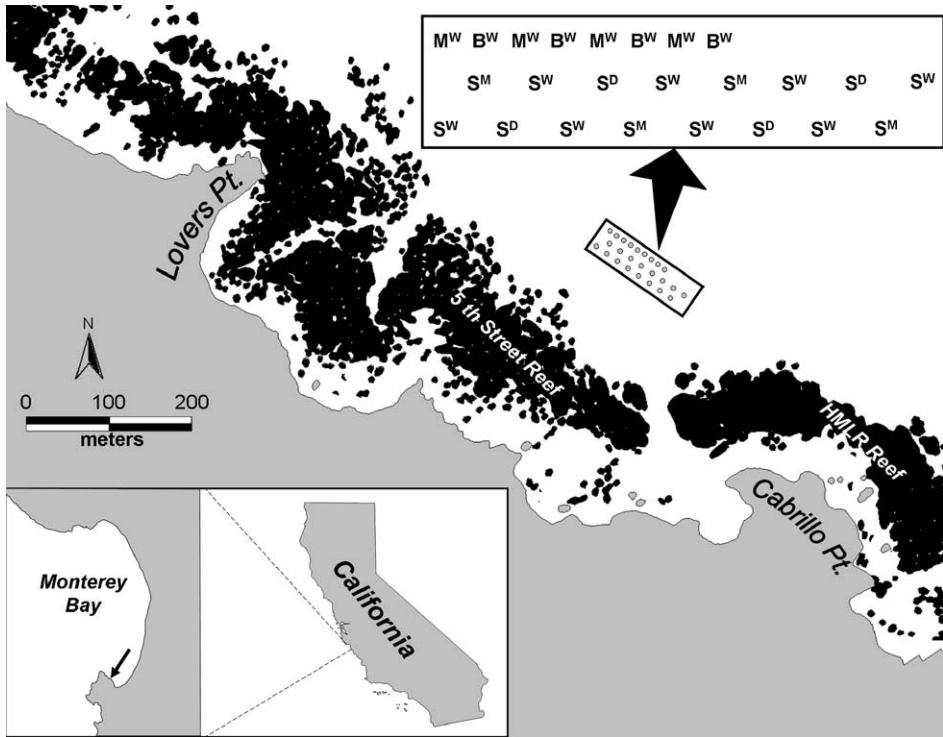 Mᵂ Bᵂ Mᵂ Bᵂ Mᵂ Bᵂ Mᵂ Bᵂ
Sᴹ Sᵂ Sᴰ Sᵂ Sᴹ Sᵂ Sᴰ Sᵂ
Sᵂ Sᴰ Sᵂ Sᴹ Sᵂ Sᴰ Sᵂ Sᴹ
Lovers Pt.
5 th Street Reef
N
0 100 200
meters
HMLR Reef
Cabrillo Pt.
Monterey
Bay
California